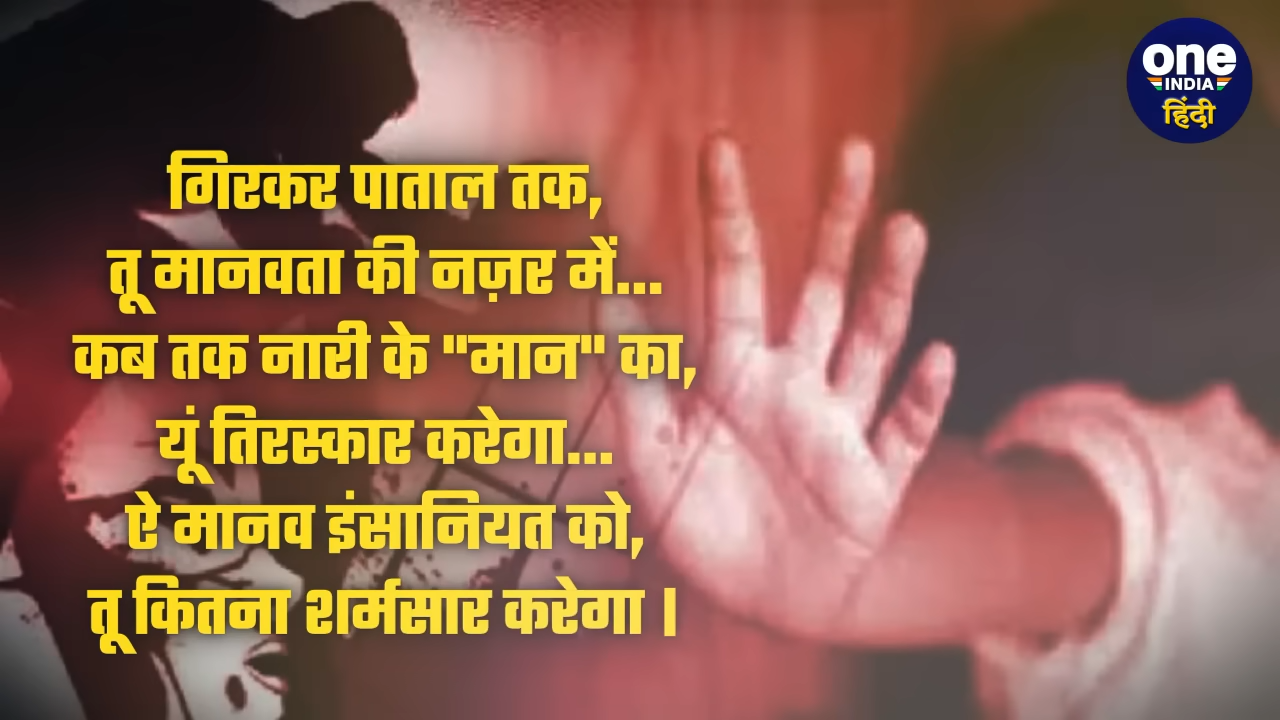 one
INDIA
हिंदी
गिरकर पाताल तक,
तू मानवता की नज़र में...
कब तक नारी के "मान" का,
यूं तिरस्कार करेगा...
ऐ मानव इंसानियत को,
तू कितना शर्मसार करेगा |